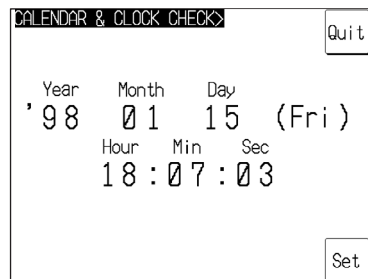 CALENDAR & CLOCK CHECK>
Quit
Year Month Day
'98 01 15 (Fri)
Hour Min Sec
18:07:03
Set